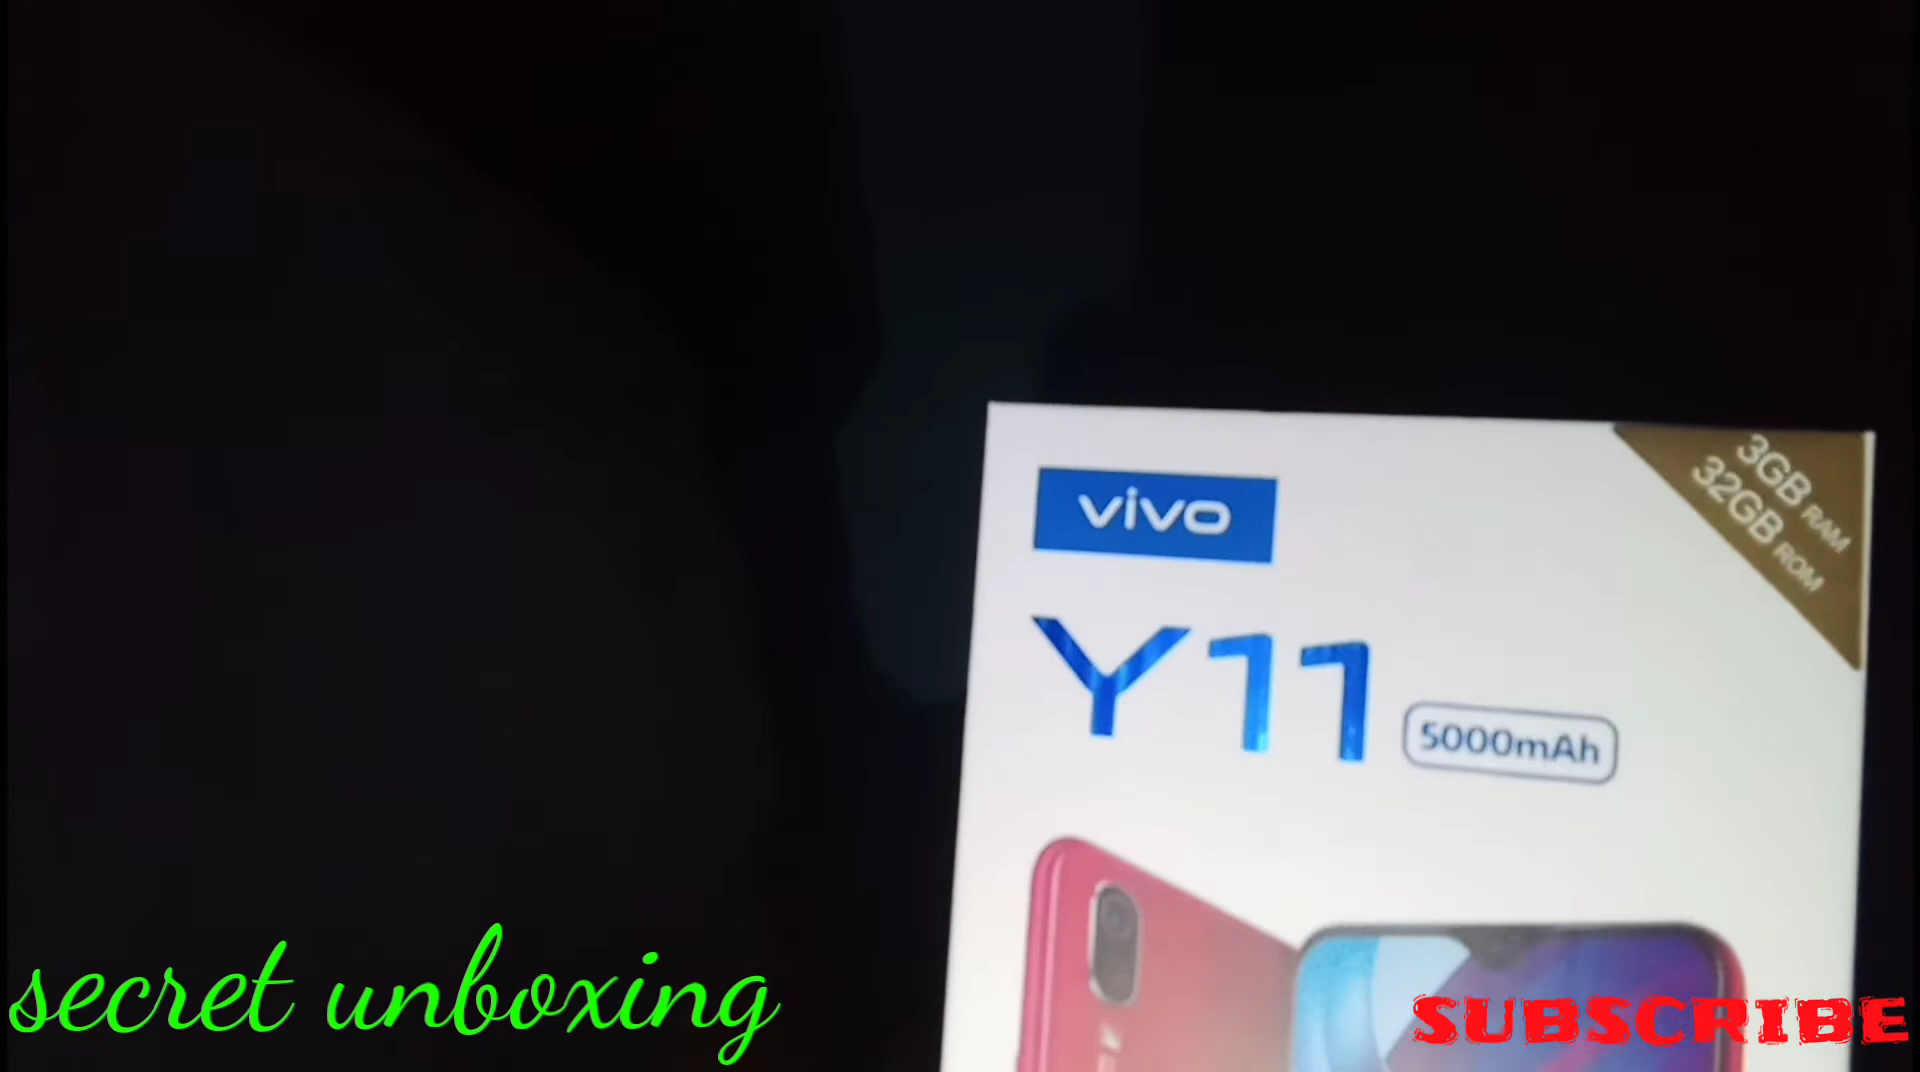 vivo
3GB RAM
32GB ROM
Y11
5000mAh
secret unboxing
SUBSCRIBE